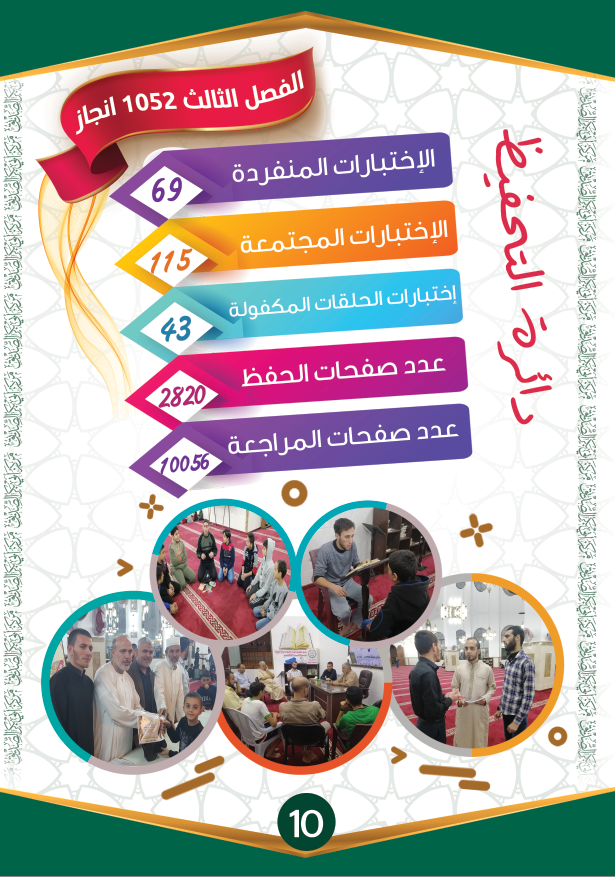 الفصل الثالث 1052 انجاز
دائرة التحفيظ
الإختبارات المنفردة
69
الإختبارات المجتمعة
115
إختبارات الحلقات المكفولة
43
عدد صفحات الحفظ
2820
عدد صفحات المراجعة
10056
10